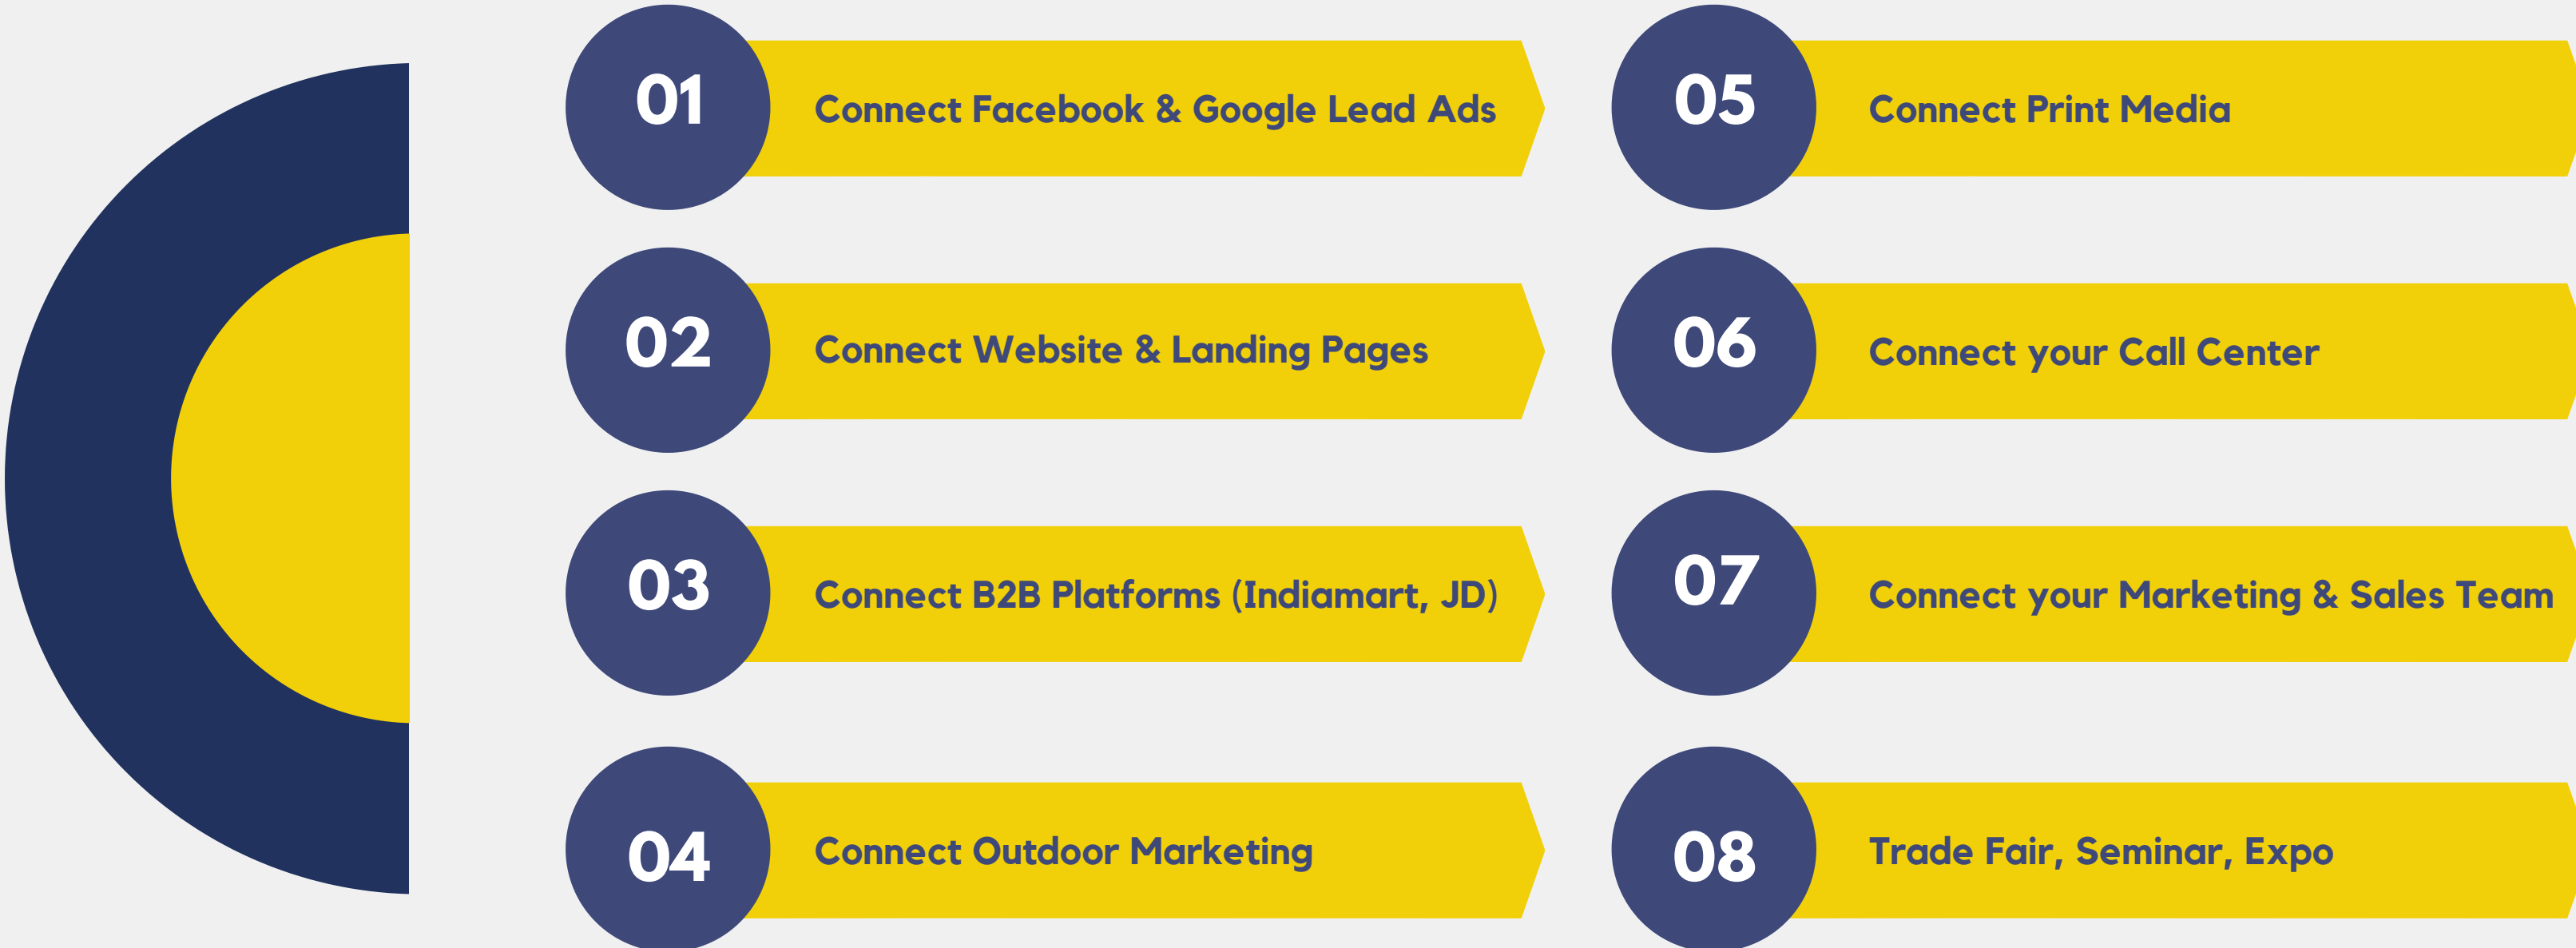 01
Connect Facebook & Google Lead Ads
02
Connect Website & Landing Pages
03
Connect B2B Platforms (Indiamart, JD)
04
Connect Outdoor Marketing
05
Connect Print Media
06
Connect your Call Center
07
Connect your Marketing & Sales Team
08
Trade Fair, Seminar, Expo